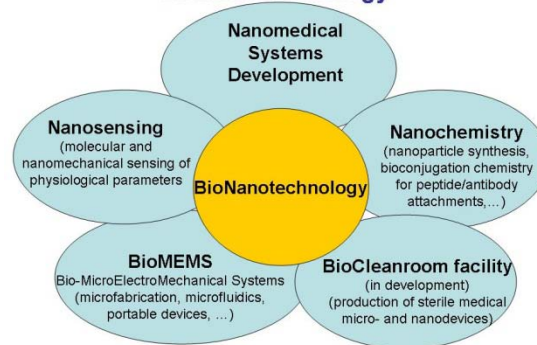 Nanomedical
Systems
Development
Nanosensing
(molecular and
nanomechanical sensing of
physiological parameters
Nanochemistry
(nanoparticle synthesis,
bioconjugation chemistry
for peptide/antibody
attachments,...)
BioNanotechnology
BioMEMS
Bio-MicroElectroMechanical Systems
(microfabrication, microfluidics,
portable devices, ...)
BioCleanroom facility
(in development)
(production of sterile medical
micro- and nanodevices)